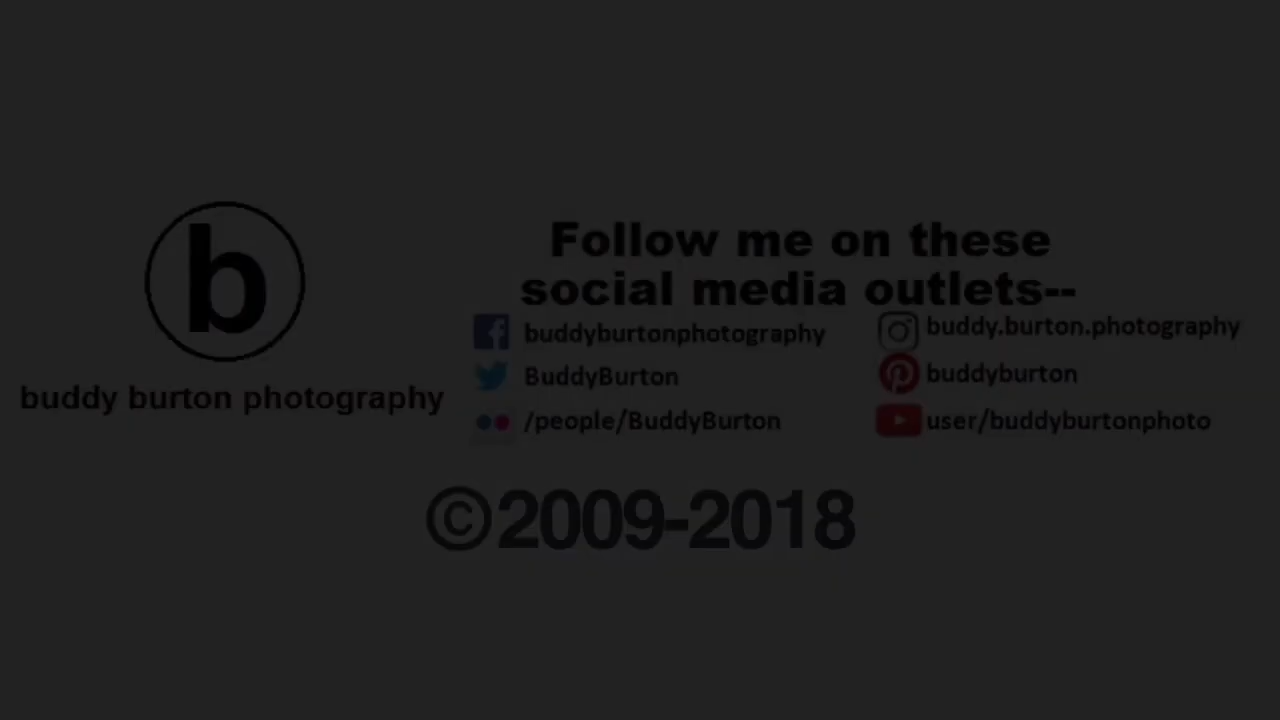 b
buddy burton photography
Follow me on these
social media outlets--
buddyburtonphotography
BuddyBurton
/people/BuddyBurton
buddy.burton.photography
buddyburton
user/buddyburtonphoto
©2009-2018